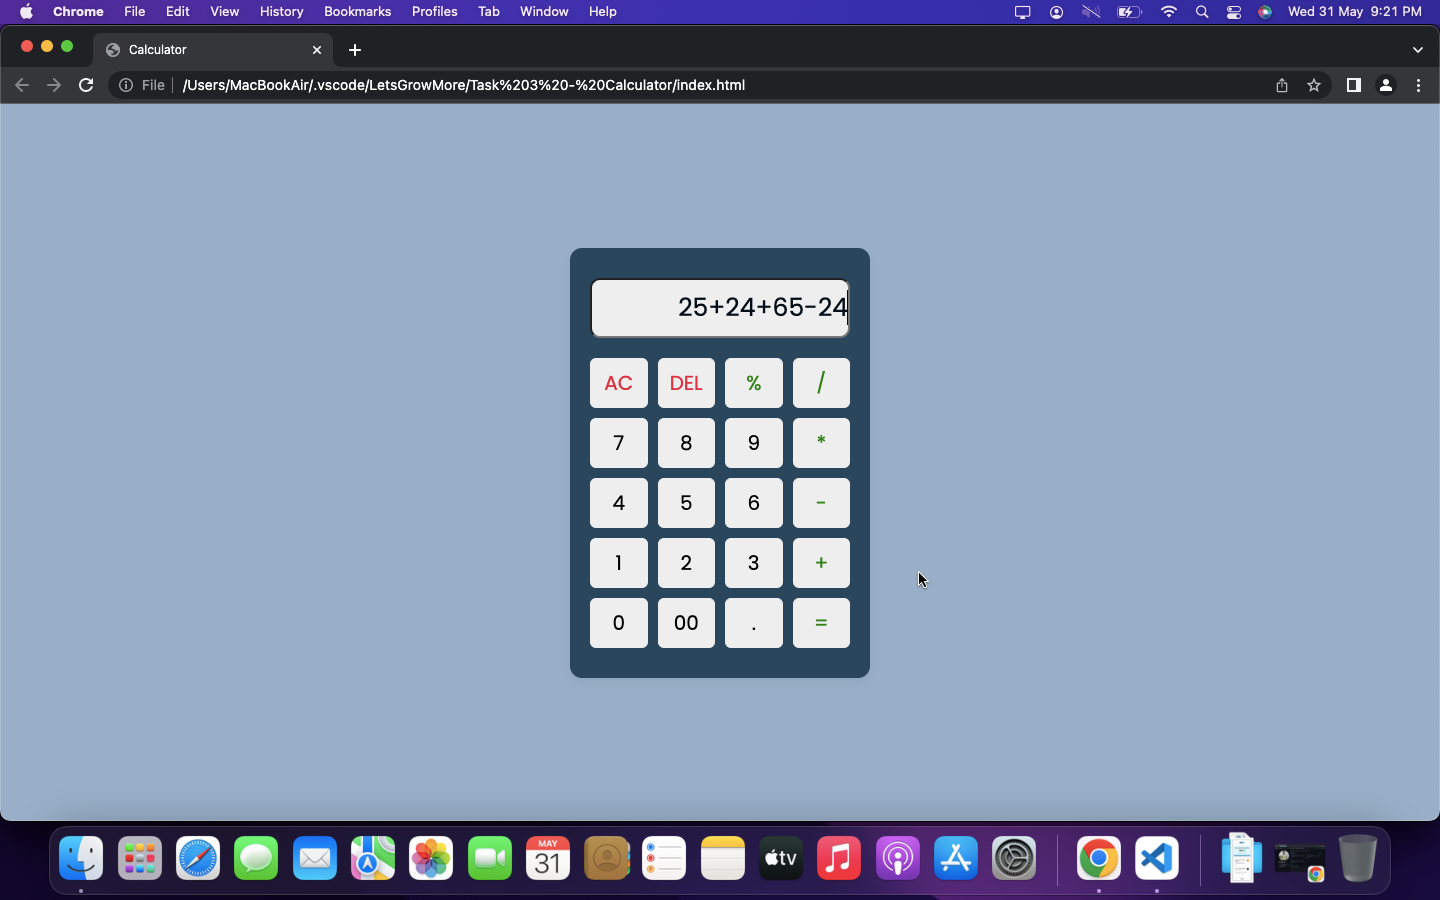 Chrome File Edit View History Bookmarks Profiles Tab Window Help Wed 31 May 9:21 PM
Calculator
File /Users/MacBookAir/.vscode/LetsGrowMore/Task%203%20-%20Calculator/index.html
25+24+65-24
AC DEL % /
7 8 9 *
4 5 6 -
1 2 3 +
0 00 . =
MAY
31
tv